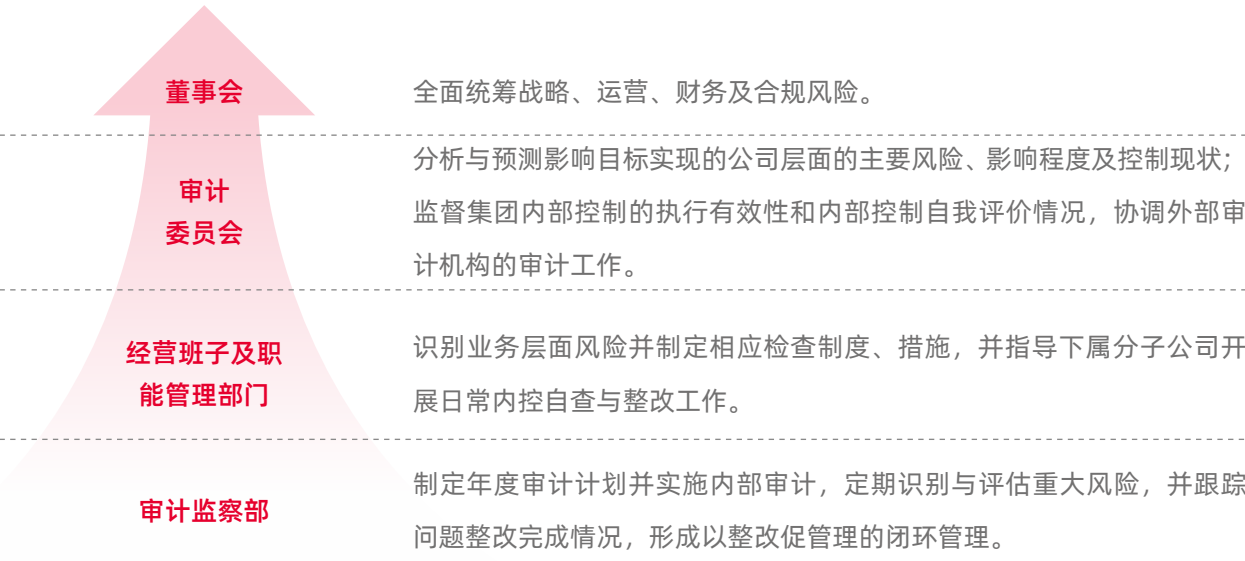 董事会
全面统筹战略、运营、财务及合规风险。
审计
委员会
分析与预测影响目标实现的公司层面的主要风险、影响程度及控制现状；
监督集团内部控制的执行有效性和内部控制自我评价情况，协调外部审
计机构的审计工作。
经营班子及职
能管理部门
识别业务层面风险并制定相应检查制度、措施，并指导下属分子公司开
展日常内控自查与整改工作。
审计监察部
制定年度审计计划并实施内部审计，定期识别与评估重大风险，并跟踪
问题整改完成情况，形成以整改促管理的闭环管理。